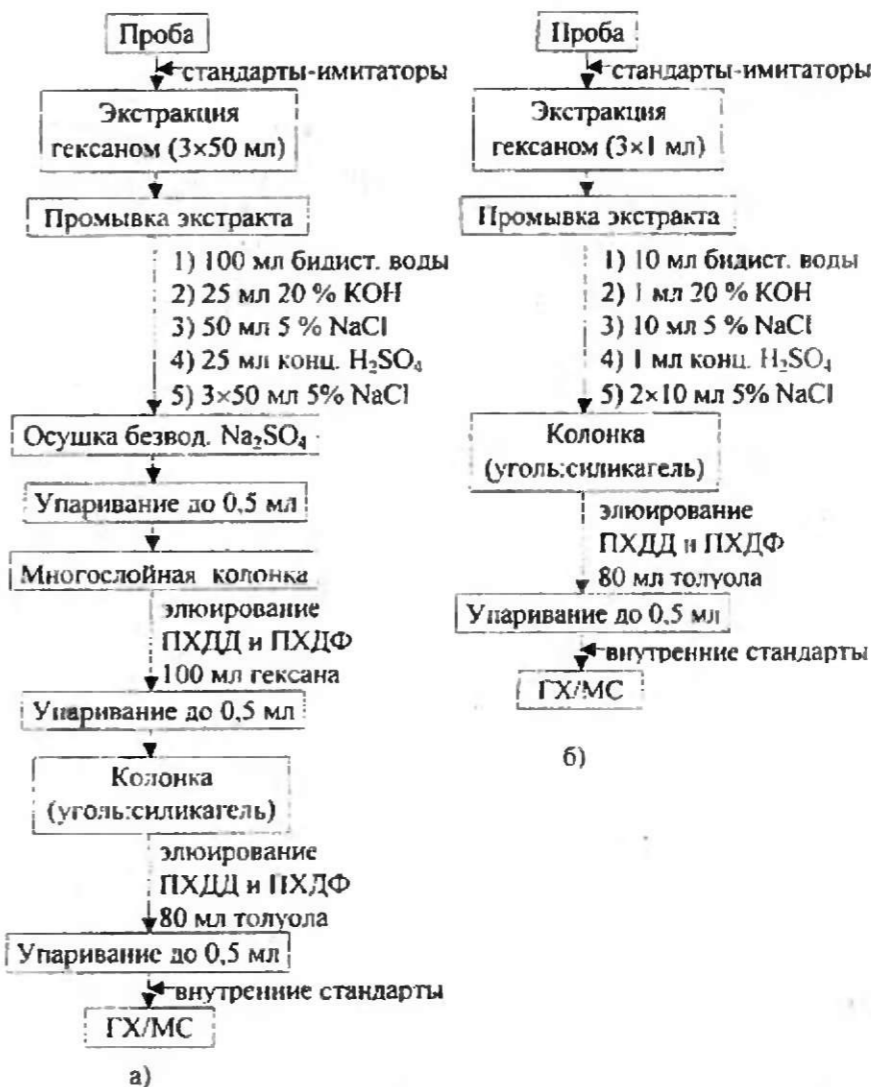 Проба
стандарты-имитаторы
Экстракция
гексаном (3×50 мл)
Промывка экстракта
1) 100 мл бидист. воды
2) 25 мл 20 % КОН
3) 50 мл 5 % NaCl
4) 25 мл конц. H₂SO₄
5) 3×50 мл 5% NaCl
Осушка безвод. Na₂SO₄
Упаривание до 0,5 мл
Многослойная колонка
элюирование
ПХДД и ПХДФ
100 мл гексана
Упаривание до 0,5 мл
Колонка
(уголь:силикагель)
элюирование
ПХДД и ПХДФ
80 мл толуола
Упаривание до 0,5 мл
внутренние стандарты
ГХ/МС
а)
Проба
стандарты-имитаторы
Экстракция
гексаном (3×1 мл)
Промывка экстракта
1) 10 мл бидист. воды
2) 1 мл 20 % КОН
3) 10 мл 5 % NaCl
4) 1 мл конц. H₂SO₄
5) 2×10 мл 5% NaCl
Колонка
(уголь:силикагель)
элюирование
ПХДД и ПХДФ
80 мл толуола
Упаривание до 0,5 мл
внутренние стандарты
ГХ/МС
б)